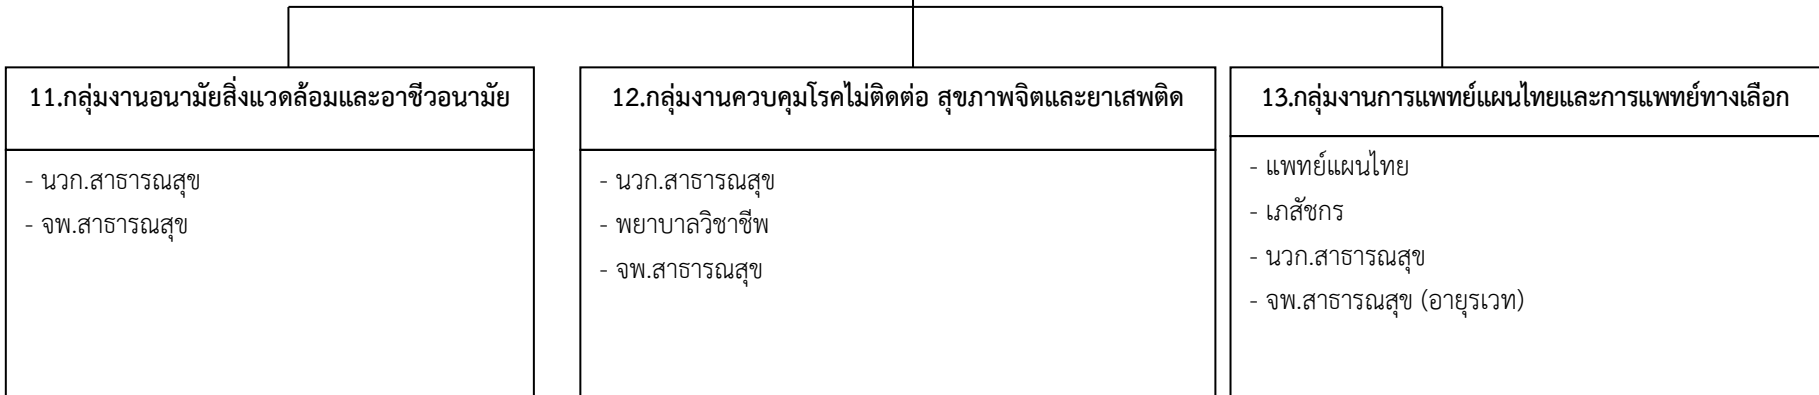 11.กลุ่มงานอนามัยสิ่งแวดล้อมและอาชีวอนามัย
- นวก.สาธารณสุข
- จพ.สาธารณสุข
12.กลุ่มงานควบคุมโรคไม่ติดต่อ สุขภาพจิตและยาเสพติด
- นวก.สาธารณสุข
- พยาบาลวิชาชีพ
- จพ.สาธารณสุข
13.กลุ่มงานการแพทย์แผนไทยและการแพทย์ทางเลือก
- แพทย์แผนไทย
- เภสัชกร
- นวก.สาธารณสุข
- จพ.สาธารณสุข (อายุรเวท)